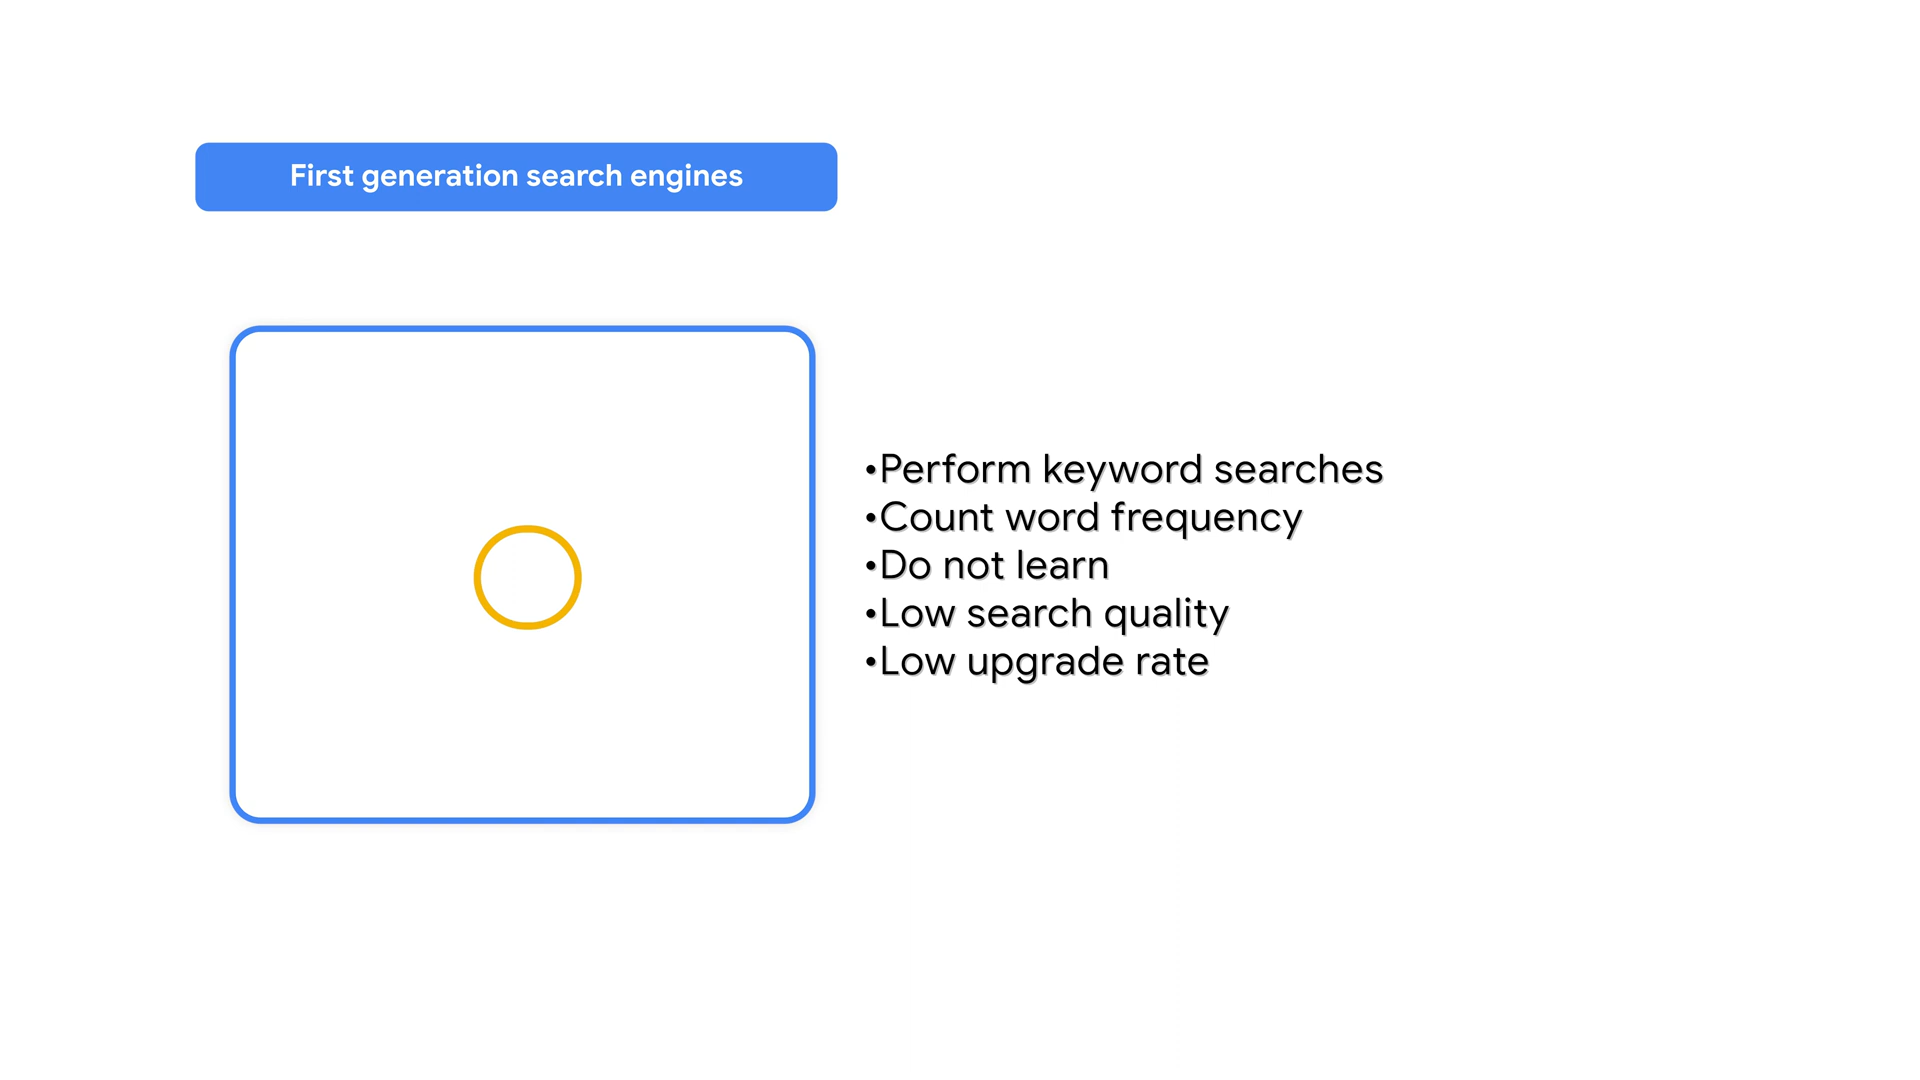 First generation search engines
•Perform keyword searches
•Count word frequency
•Do not learn
•Low search quality
•Low upgrade rate